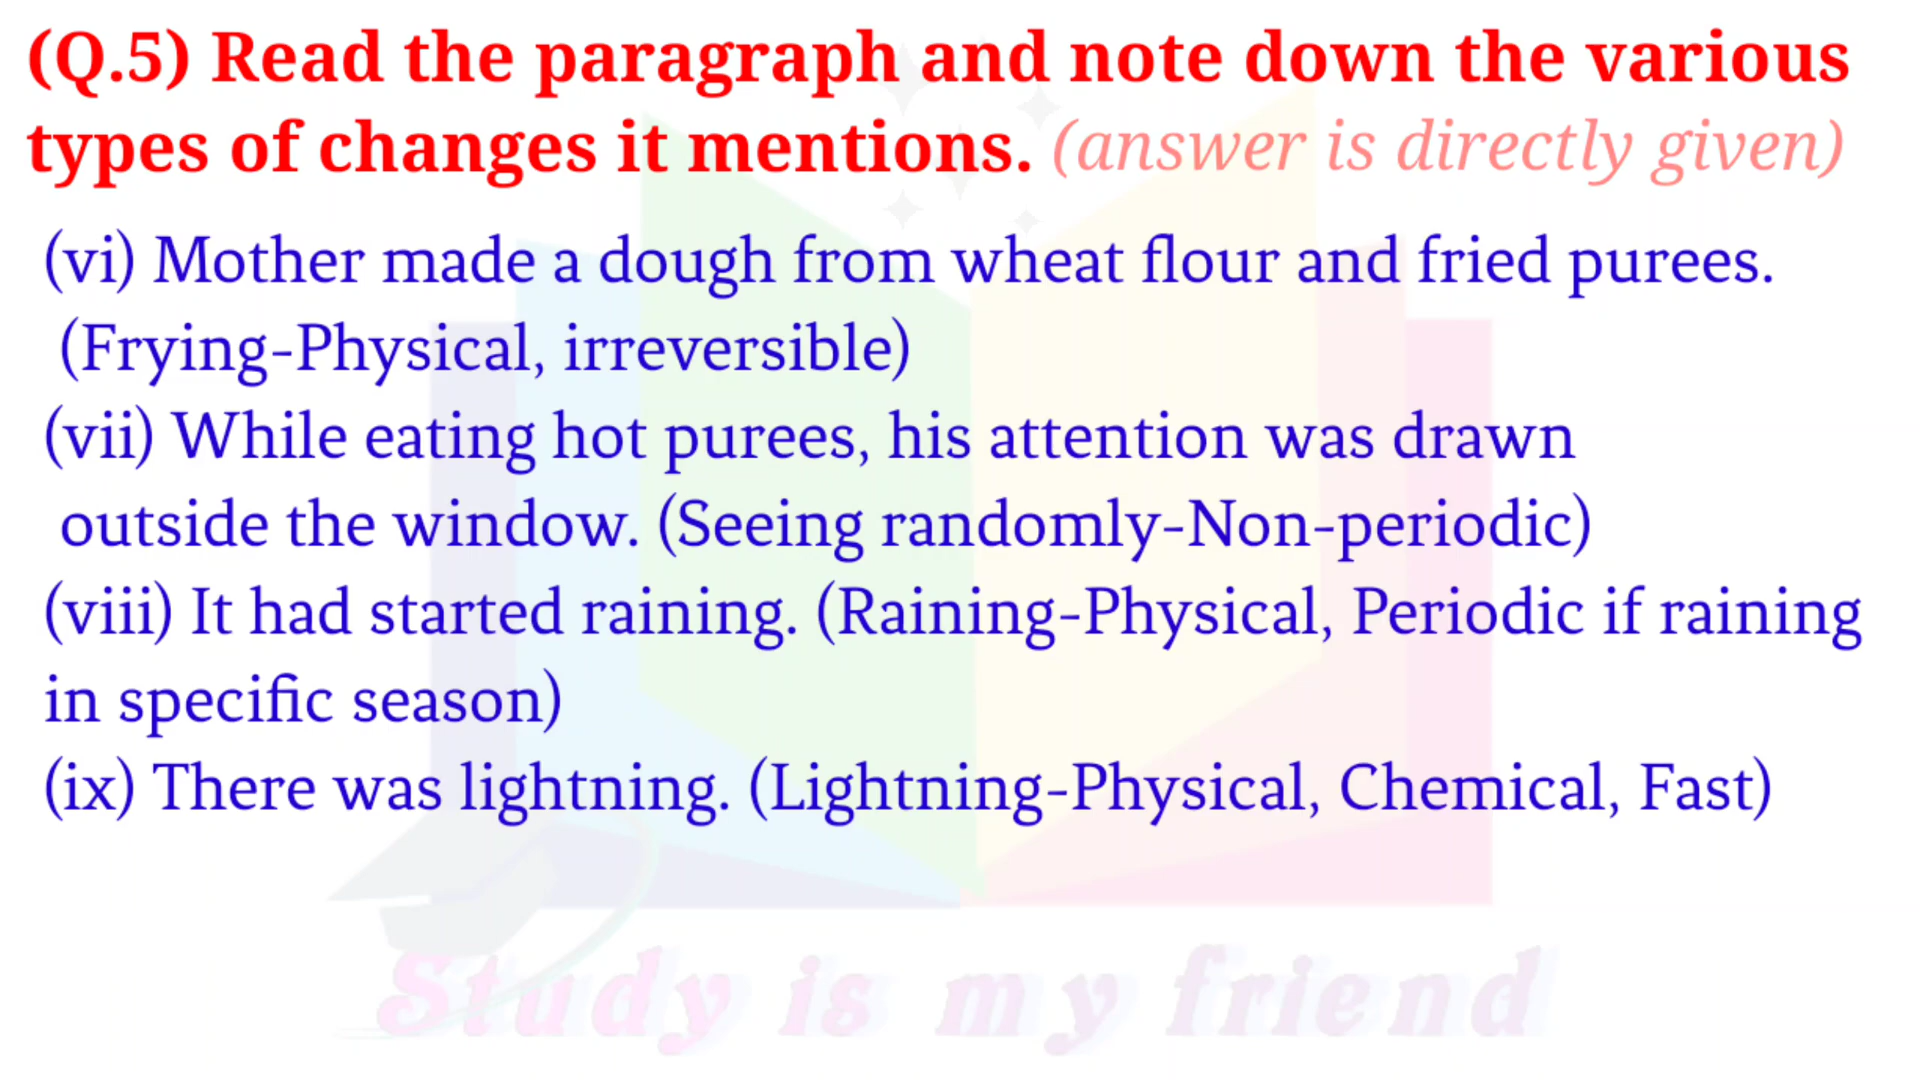 (Q.5) Read the paragraph and note down the various
types of changes it mentions. (answer is directly given)
(vi) Mother made a dough from wheat flour and fried purees.
(Frying-Physical, irreversible)
(vii) While eating hot purees, his attention was drawn
outside the window. (Seeing randomly-Non-periodic)
(viii) It had started raining. (Raining-Physical, Periodic if raining
in specific season)
(ix) There was lightning. (Lightning-Physical, Chemical, Fast)
Study is my friend